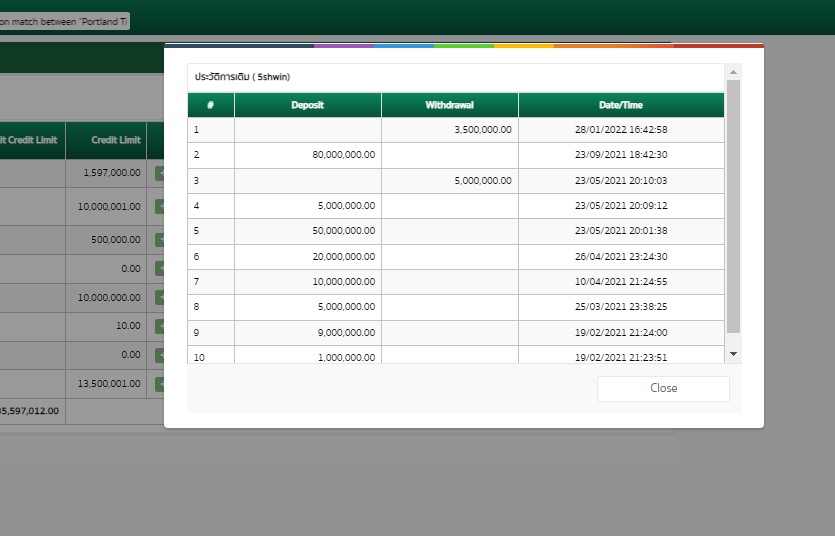 on match between "Portland Ti
ประวัติการเติม ( 5shwin)
# Deposit Withdrawal Date/Time
1 3,500,000.00 28/01/2022 16:42:58
2 80,000,000.00 23/09/2021 18:42:30
3 5,000,000.00 23/05/2021 20:10:03
4 5,000,000.00 23/05/2021 20:09:12
5 50,000,000.00 23/05/2021 20:01:38
6 20,000,000.00 26/04/2021 23:24:30
7 10,000,000.00 10/04/2021 21:24:55
8 5,000,000.00 25/03/2021 23:38:25
9 9,000,000.00 19/02/2021 21:24:00
10 1,000,000.00 19/02/2021 21:23:51
Close
it Credit Limit Credit Limit
1,597,000.00
10,000,001.00
500,000.00
0.00
10,000,000.00
10.00
0.00
13,500,001.00
35,597,012.00